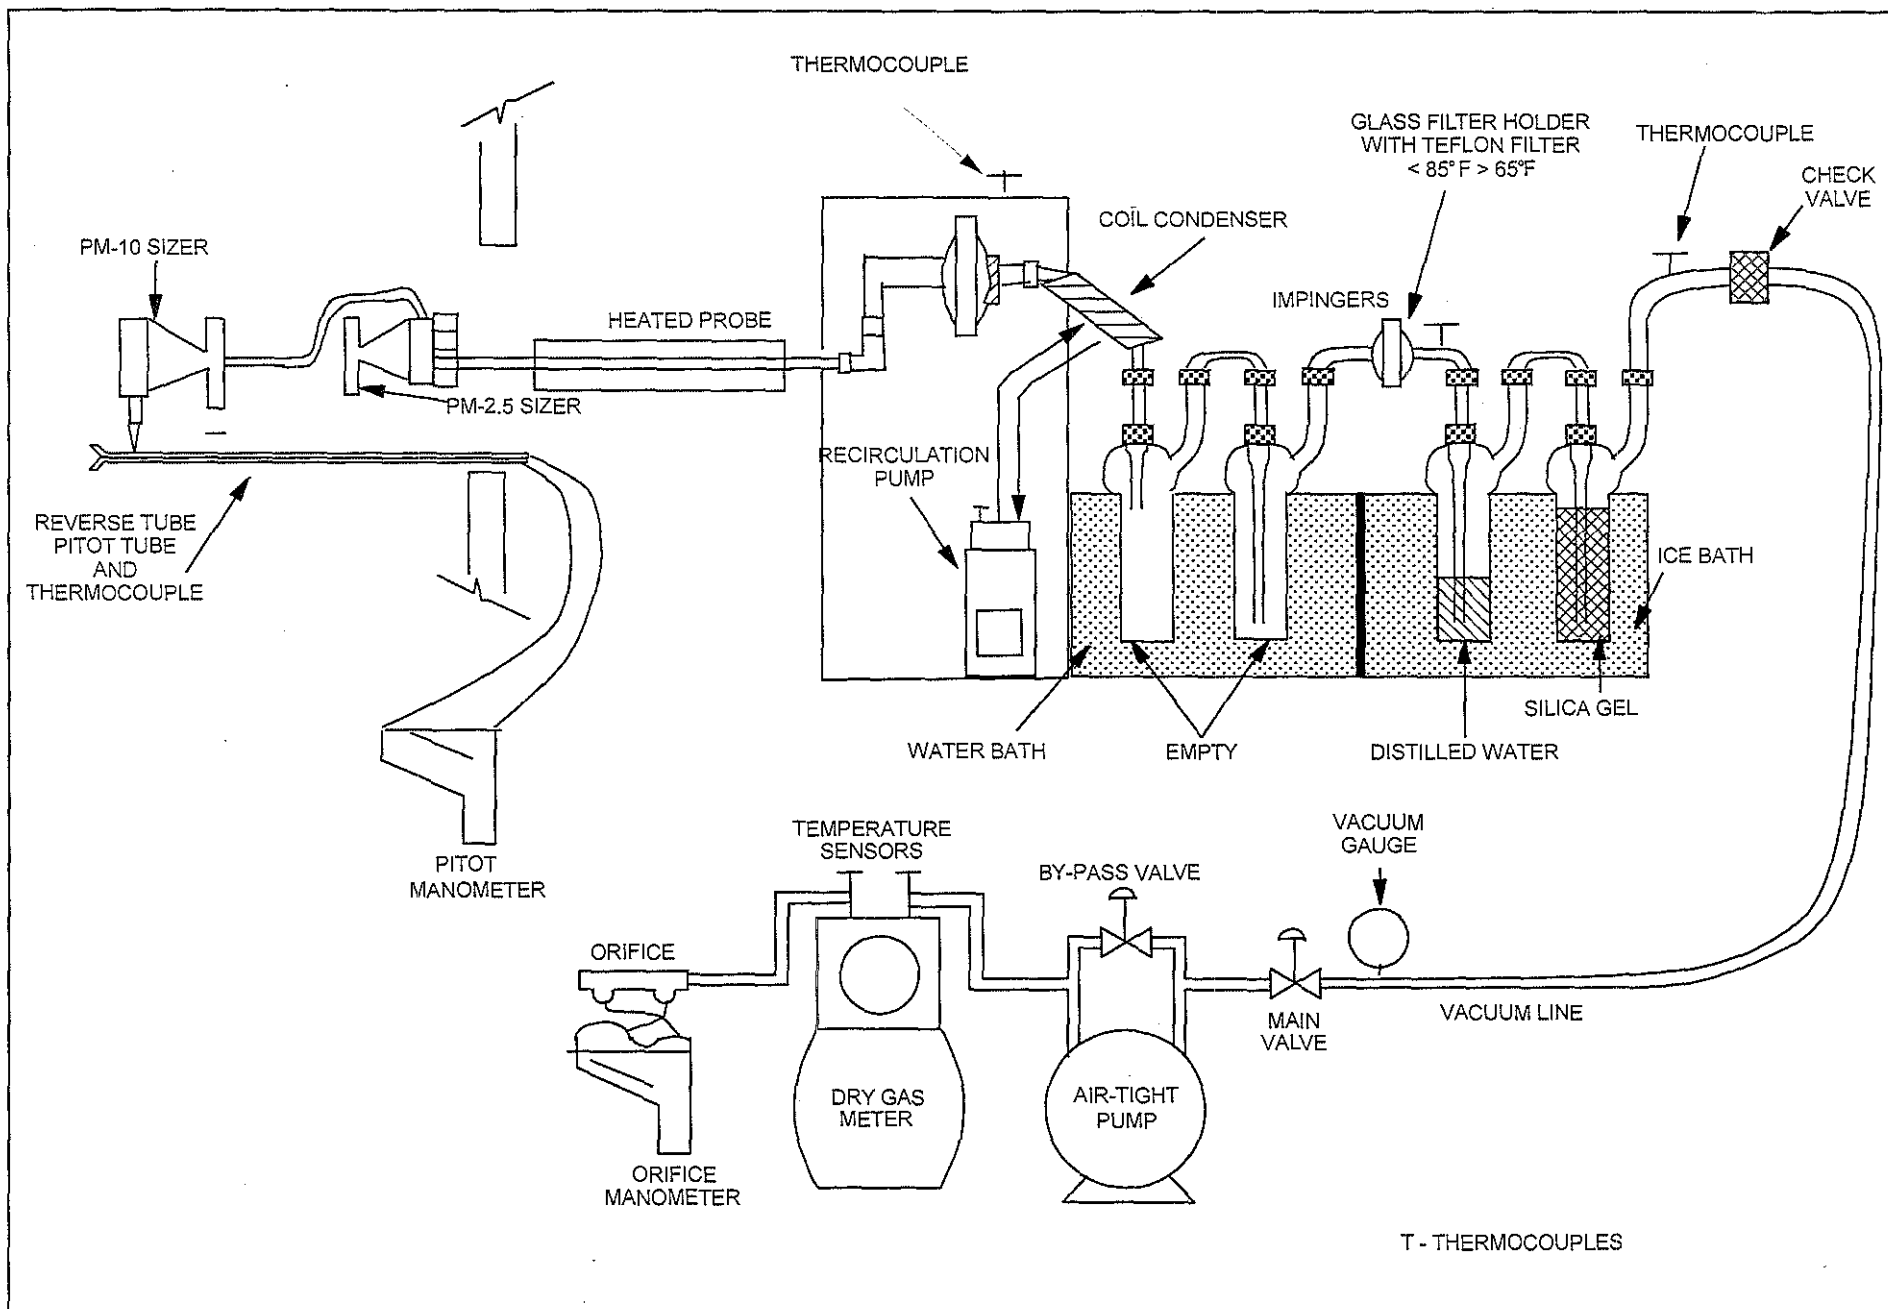 THERMOCOUPLE
GLASS FILTER HOLDER
WITH TEFLON FILTER
< 85°F > 65°F
THERMOCOUPLE
CHECK
VALVE
PM-10 SIZER
COIL CONDENSER
IMPINGERS
HEATED PROBE
PM-2.5 SIZER
RECIRCULATION
PUMP
REVERSE TUBE
PITOT TUBE
AND
THERMOCOUPLE
ICE BATH
SILICA GEL
WATER BATH
EMPTY
DISTILLED WATER
PITOT
MANOMETER
TEMPERATURE
SENSORS
BY-PASS VALVE
VACUUM
GAUGE
ORIFICE
MAIN
VALVE
VACUUM LINE
DRY GAS
METER
AIR-TIGHT
PUMP
ORIFICE
MANOMETER
T - THERMOCOUPLES